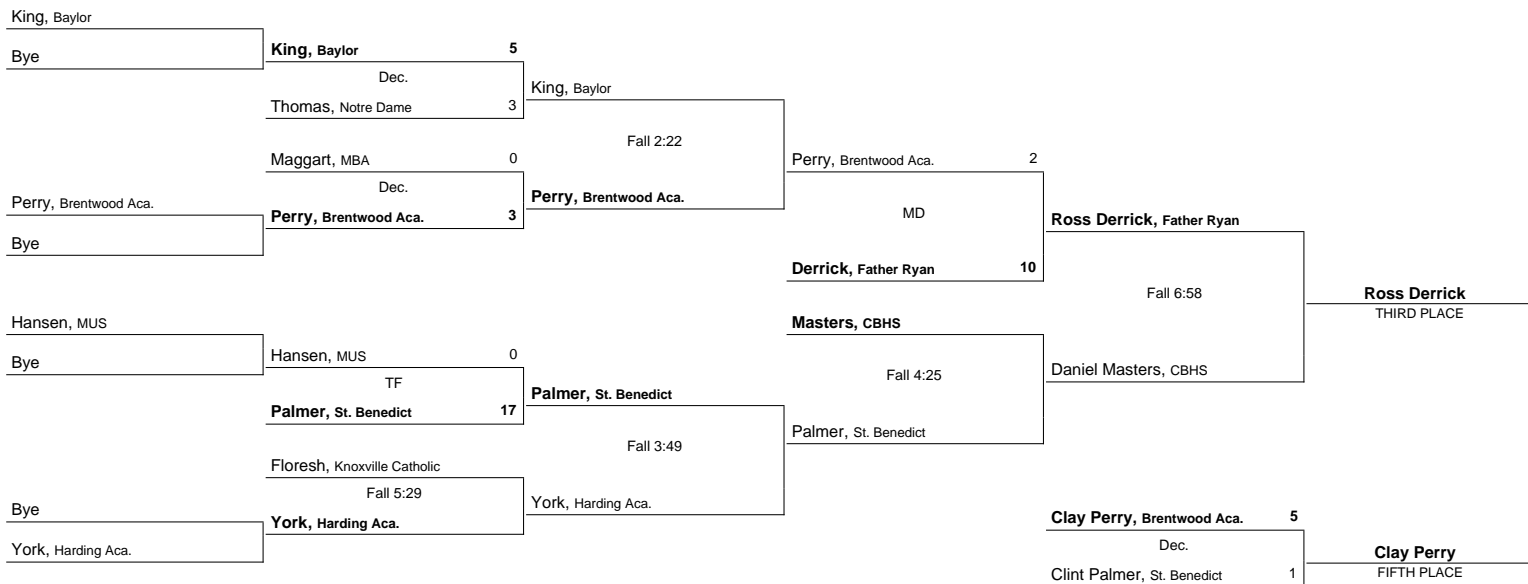 King, Baylor
Bye
King, Baylor 5
Dec.
Thomas, Notre Dame 3
King, Baylor
Fall 2:22
Maggart, MBA 0
Dec.
Perry, Brentwood Aca. 3
Perry, Brentwood Aca.
Perry, Brentwood Aca.
Bye
Perry, Brentwood Aca. 2
MD
Derrick, Father Ryan 10
Ross Derrick, Father Ryan
Fall 6:58
Ross Derrick
THIRD PLACE
Hansen, MUS
Bye
Hansen, MUS 0
TF
Palmer, St. Benedict 17
Palmer, St. Benedict
Fall 3:49
Masters, CBHS
Fall 4:25
Palmer, St. Benedict
Daniel Masters, CBHS
Floresh, Knoxville Catholic
Fall 5:29
York, Harding Aca.
York, Harding Aca.
Bye
York, Harding Aca.
Clay Perry, Brentwood Aca. 5
Dec.
Clint Palmer, St. Benedict 1
Clay Perry
FIFTH PLACE